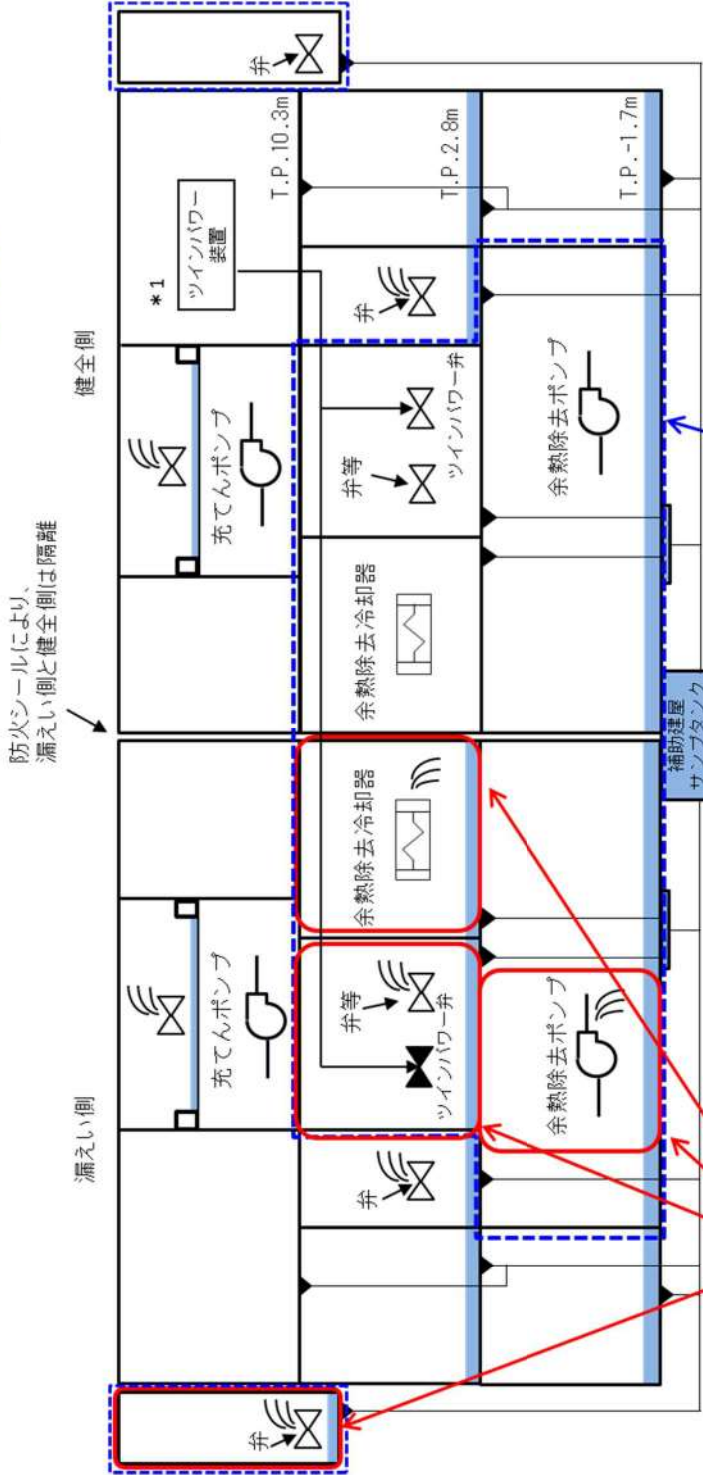 防火シールにより、
漏えい側と健全側は隔離
漏えい側
健全側
弁
充てんポンプ
充てんポンプ
*1
ツインパワー
装置
T.P.10.3m
弁
弁
弁等
ツインパワー弁
余熱除去冷却器
余熱除去冷却器
弁等
ツインパワー弁
弁
T.P.2.8m
余熱除去ポンプ
余熱除去ポンプ
T.P.-1.7m
補助建屋
サンプタンク